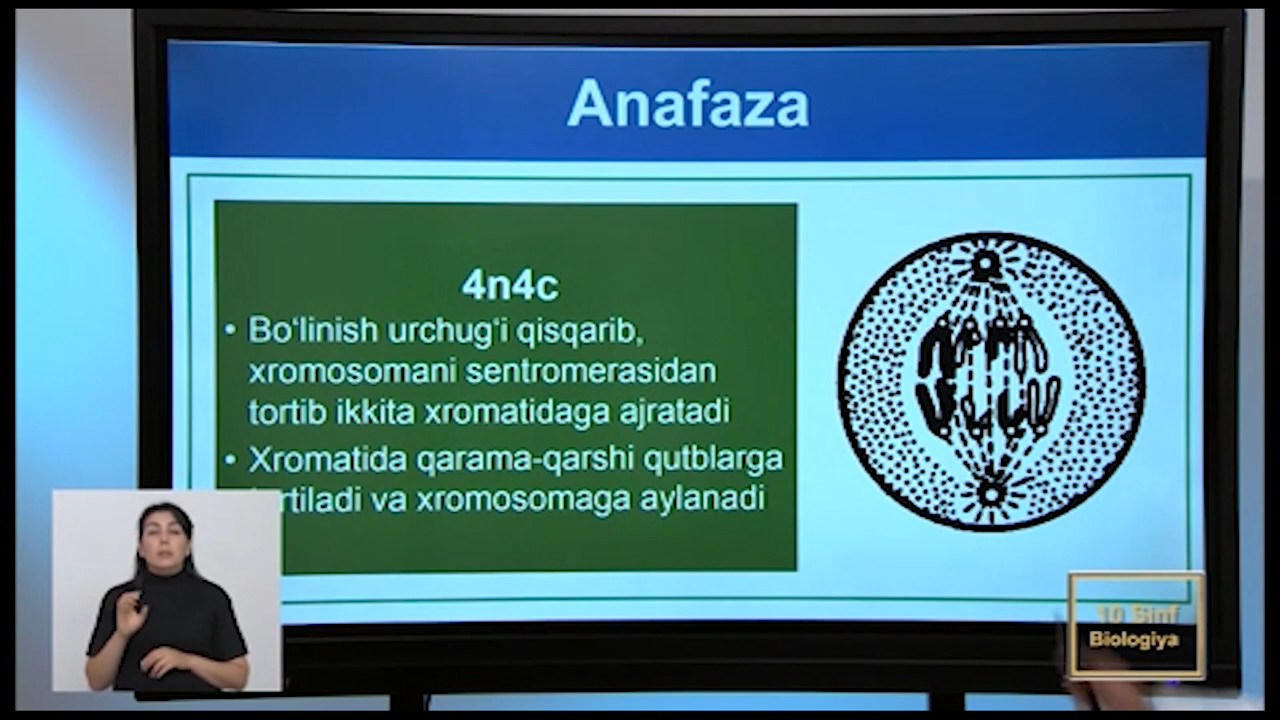 Anafaza
4n4c
• Bo‘linish urchug‘i qisqarib,
xromosomani sentromerasidan
tortib ikkita xromatidaga ajratadi
• Xromatida qarama-qarshi qutblarga
va xromosomaga aylanadi
10 Sinf
Biologiya